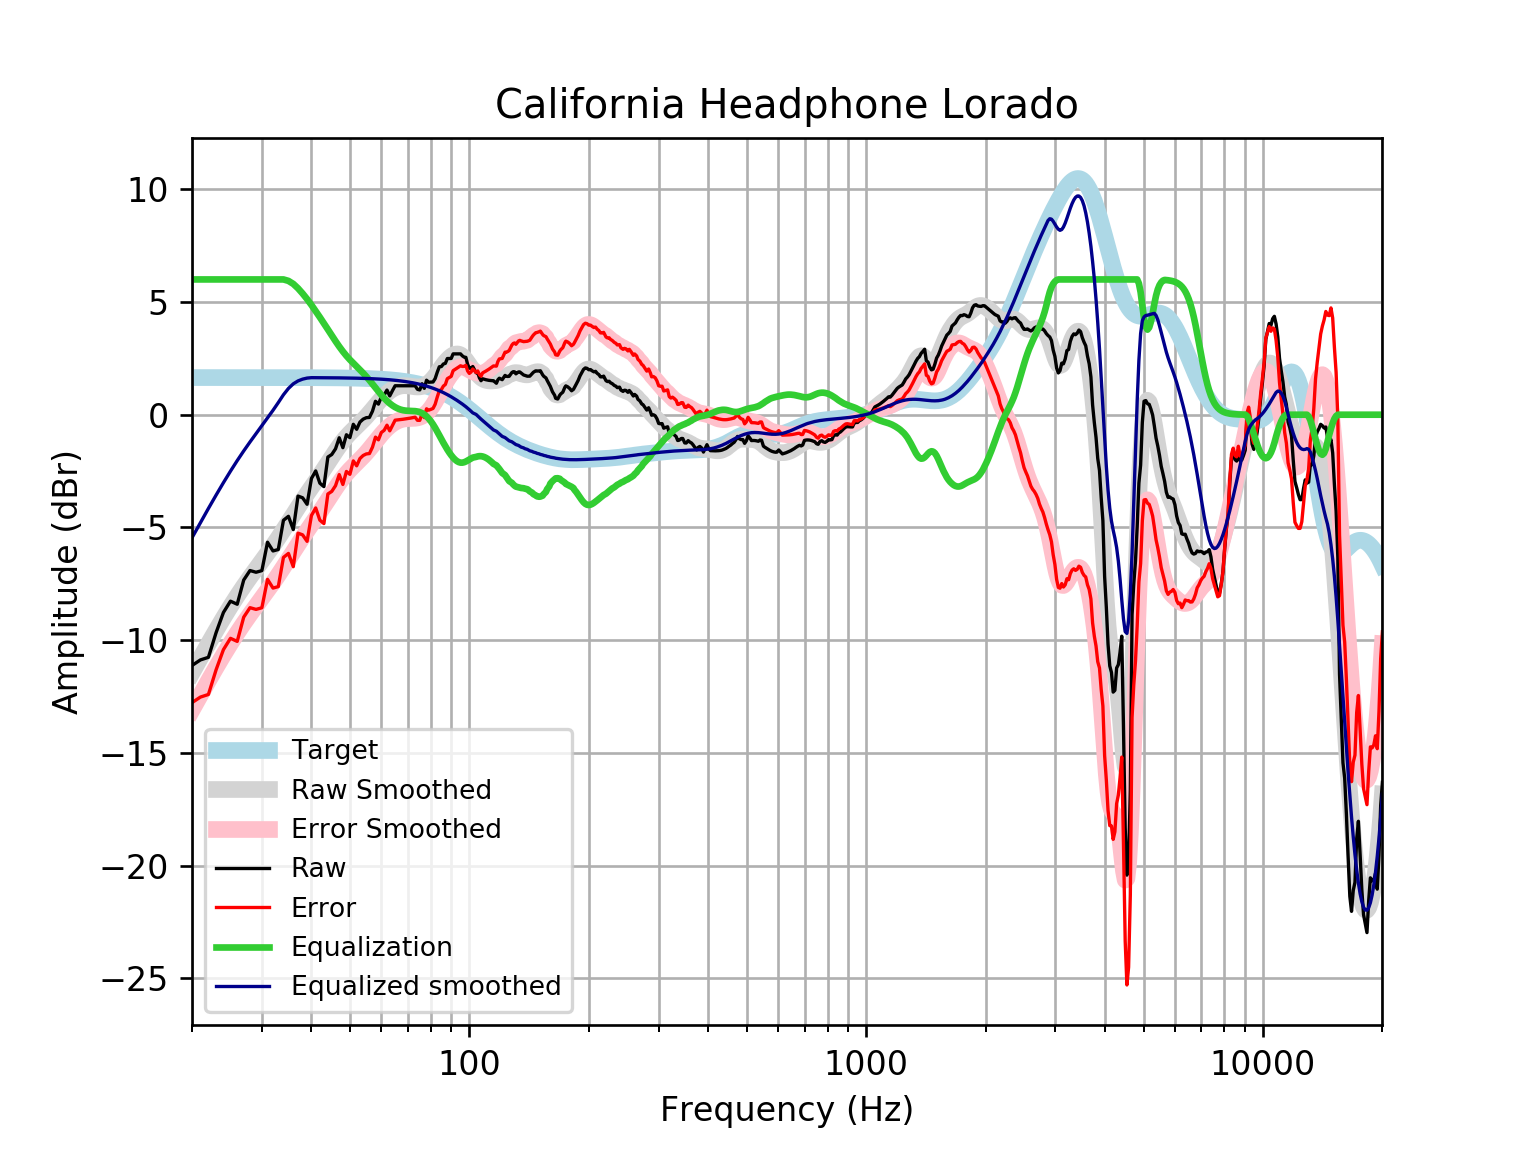 California Headphone Lorado
Amplitude (dBr)
10
5
0
−5
−10
−15
−20
−25
Target
Raw Smoothed
Error Smoothed
Raw
Error
Equalization
Equalized smoothed
100
1000
10000
Frequency (Hz)